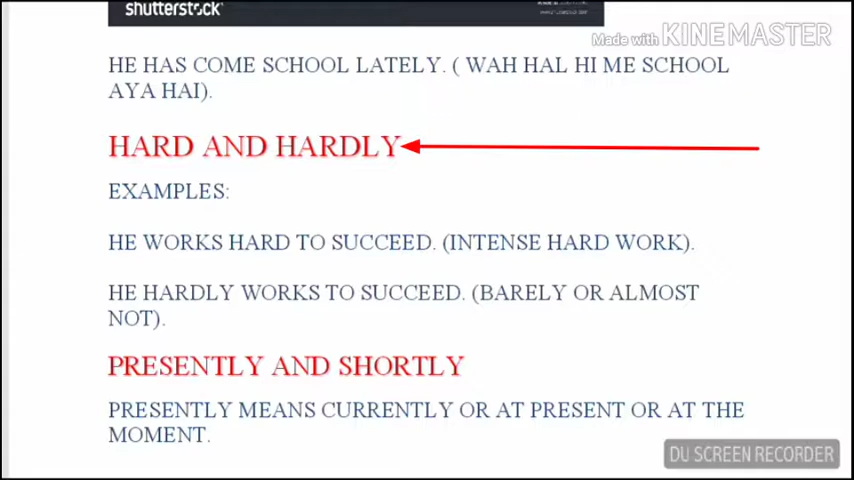 shutterstock
Made with KINEMASTER
HE HAS COME SCHOOL LATELY. ( WAH HAL HI ME SCHOOL
AYA HAI).
HARD AND HARDLY
EXAMPLES:
HE WORKS HARD TO SUCCEED. (INTENSE HARD WORK).
HE HARDLY WORKS TO SUCCEED. (BARELY OR ALMOST
NOT).
PRESENTLY AND SHORTLY
PRESENTLY MEANS CURRENTLY OR AT PRESENT OR AT THE
MOMENT.
DU SCREEN RECORDER